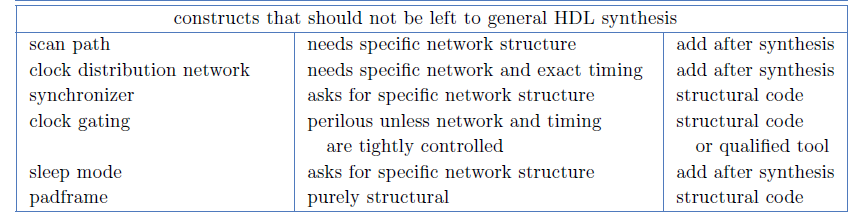 constructs that should not be left to general HDL synthesis
scan path needs specific network structure add after synthesis
clock distribution network needs specific network and exact timing add after synthesis
synchronizer asks for specific network structure structural code
clock gating perilous unless network and timing structural code
are tightly controlled or qualified tool
sleep mode asks for specific network structure add after synthesis
padframe purely structural structural code